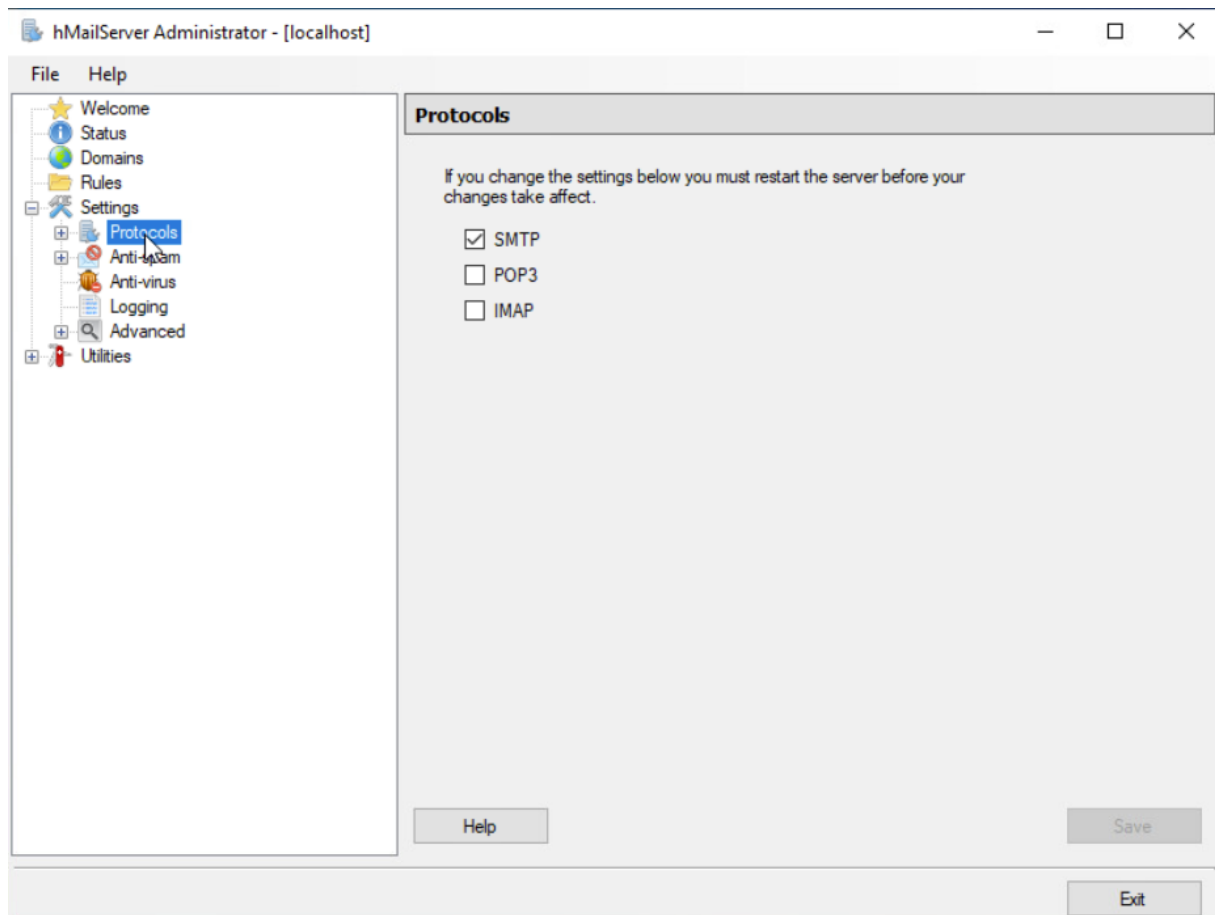 hMailServer Administrator - [localhost]
File Help
Welcome
Status
Domains
Rules
Settings
Protocols
Anti-spam
Anti-virus
Logging
Advanced
Utilities
Protocols
If you change the settings below you must restart the server before your
changes take affect.
SMTP
POP3
IMAP
Help
Save
Exit